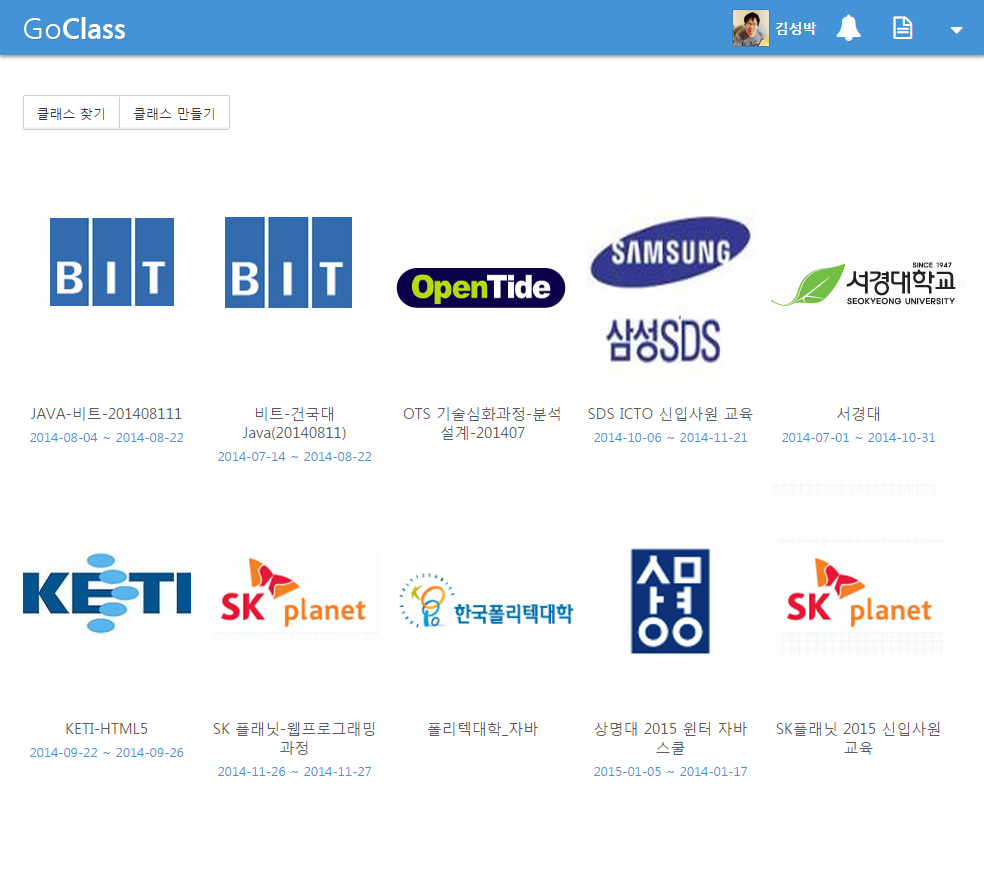 GoClass
김성박
클래스 찾기
클래스 만들기
BIT
BIT
OpenTide
SAMSUNG
삼성SDS
SINCE 1947
서경대학교
SEOKYEONG UNIVERSITY
JAVA-비트-201408111
2014-08-04 ~ 2014-08-22
비트-건국대
Java(20140811)
2014-07-14 ~ 2014-08-22
OTS 기술심화과정-분석
설계-201407
SDS ICTO 신입사원 교육
2014-10-06 ~ 2014-11-21
서경대
2014-07-01 ~ 2014-10-31
KETI
SK planet
한국폴리텍대학
상명
SK planet
KETI-HTML5
2014-09-22 ~ 2014-09-26
SK 플래닛-웹프로그래밍
과정
2014-11-26 ~ 2014-11-27
폴리텍대학_자바
상명대 2015 윈터 자바
스쿨
2015-01-05 ~ 2014-01-17
SK플래닛 2015 신입사원
교육